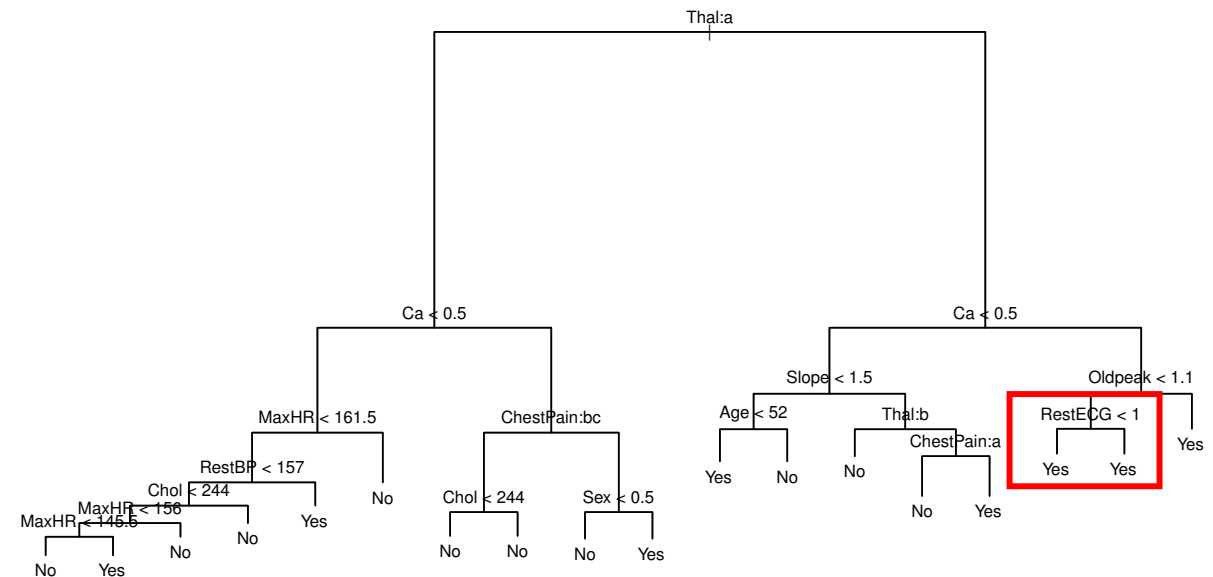 Thal:a
Ca < 0.5
Ca < 0.5
Slope < 1.5
Oldpeak < 1.1
MaxHR < 161.5
ChestPain:bc
Age < 52
Thal:b
RestECG < 1
ChestPain:a
Yes
RestBP < 157
Yes
No
No
Yes
Yes
Chol < 244
No
Chol < 244
Sex < 0.5
MaxHR < 156
No
Yes
MaxHR < 145.5
Yes
No
No
No
No
No
Yes
No
Yes